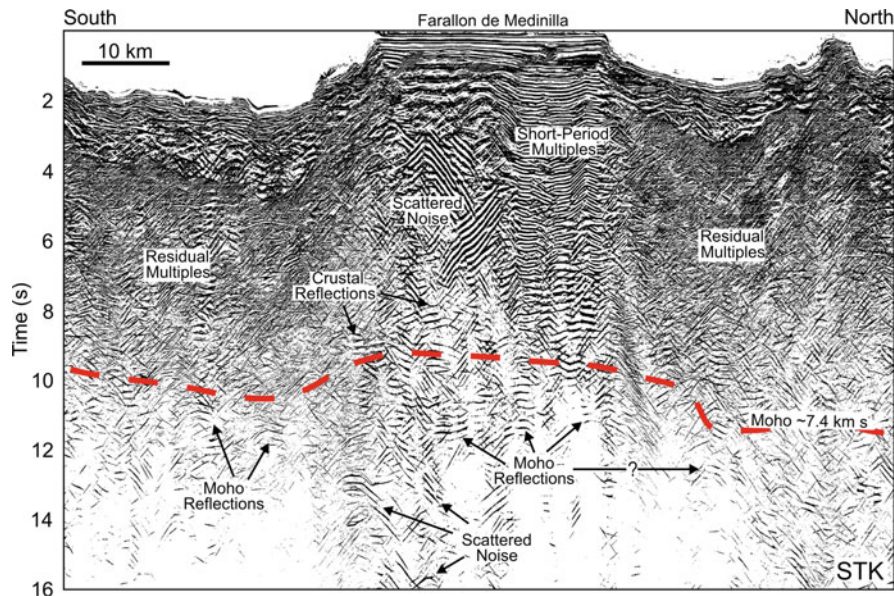 South
Farallon de Medinilla
North
10 km
Time (s)
2
4
6
8
10
12
14
16
Short-Period
Multiples
Scattered
Noise
Residual
Multiples
Residual
Multiples
Crustal
Reflections
Moho ~7.4 km s
Moho
Reflections
Moho
Reflections
?
Scattered
Noise
STK